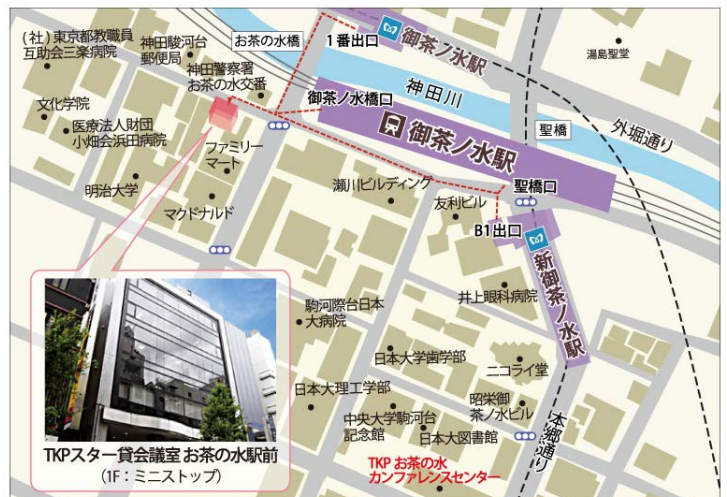 （社）東京都教職員
互助会三楽病院
神田駿河台
郵便局
お茶の水橋
1番出口
御茶ノ水駅
湯島聖堂
神田警察署
お茶の水交番
御茶ノ水橋口
神田川
外堀通り
文化学院
医療法人財団
小畑会浜田病院
御茶ノ水駅
聖橋
ファミリー
マート
明治大学
瀬川ビルディング
聖橋口
マクドナルド
友利ビル
B1出口
新御茶ノ水駅
井上眼科病院
駿河際台日本
大病院
日本大学歯学部
ニコライ堂
日本大理工学部
中央大学駿河台
記念館
昭栄御
茶ノ水ビル
日本大図書館
本郷通り
TKPスター貸会議室 お茶の水駅前
（1F：ミニストップ）
TKP お茶の水
カンファレンスセンター